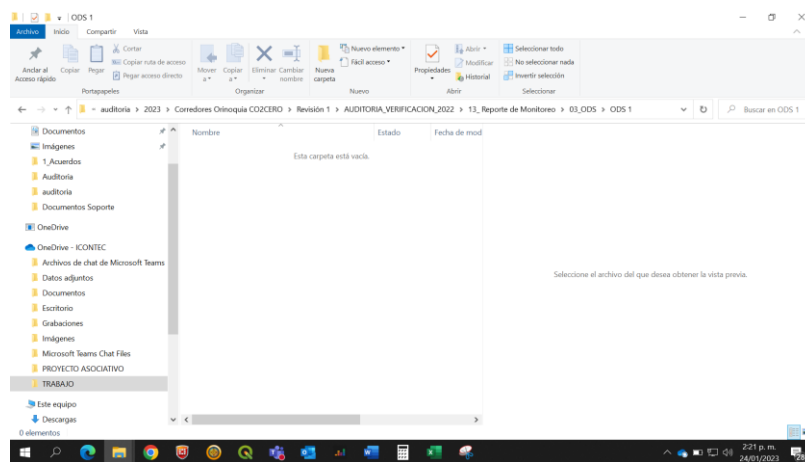 ODS 1
Archivo Inicio Compartir Vista
Anclar al Acceso rápido
Copiar
Pegar
Cortar
Copiar ruta de acceso
Pegar acceso directo
Portapapeles
Mover a
Copiar a
Eliminar
Cambiar nombre
Organizar
Nueva carpeta
Nuevo elemento
Fácil acceso
Nuevo
Propiedades
Abrir
Modificar
Historial
Abrir
Seleccionar todo
No seleccionar nada
Invertir selección
Seleccionar
« auditoria > 2023 > Corredores Orinoquia CO2CERO > Revisión 1 > AUDITORIA_VERIFICACION_2022 > 13_ Reporte de Monitoreo > 03_ODS > ODS 1
Buscar en ODS 1
Documentos
Imágenes
1_Acuerdos
Auditoria
auditoria
Documentos Soporte
OneDrive
OneDrive - ICONTEC
Archivos de chat de Microsoft Teams
Datos adjuntos
Documentos
Escritorio
Grabaciones
Imágenes
Microsoft Teams Chat Files
PROYECTO ASOCIATIVO
TRABAJO
Este equipo
Descargas
Nombre Estado Fecha de mod
Esta carpeta está vacía.
Seleccione el archivo del que desea obtener la vista previa.
0 elementos
2:21 p. m.
24/01/2023